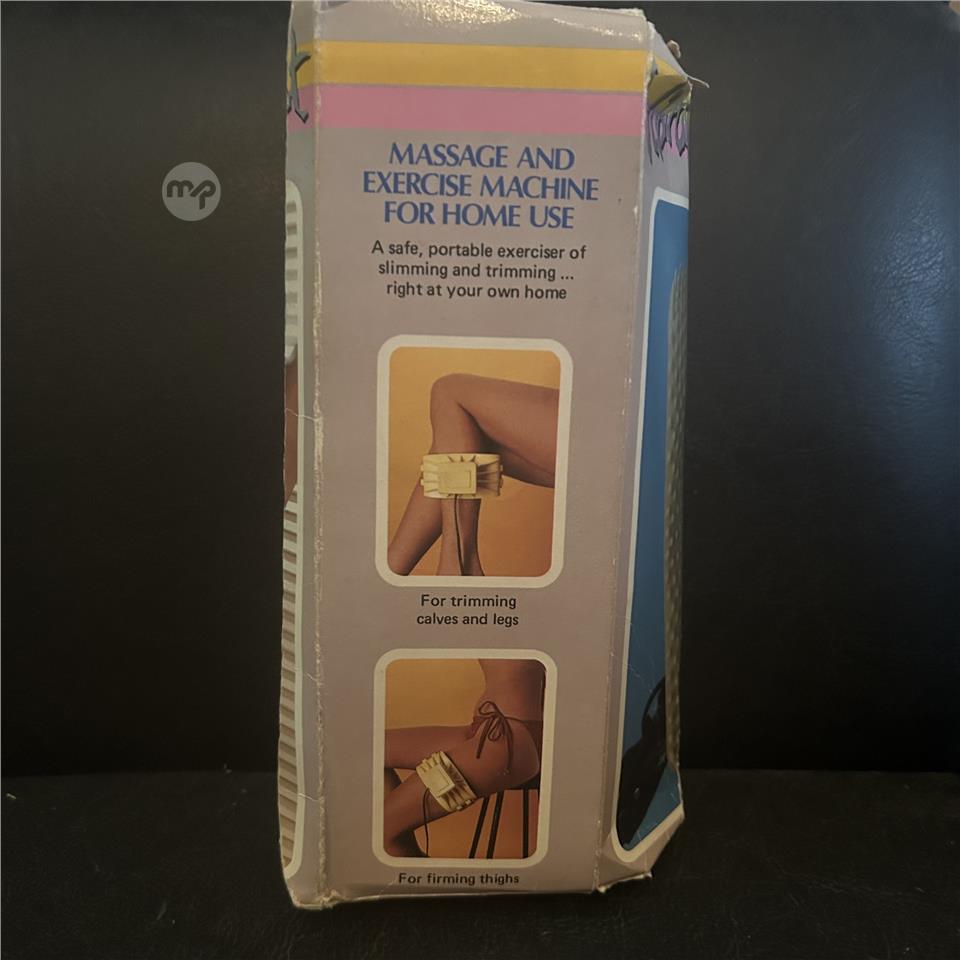 mp
MASSAGE AND
EXERCISE MACHINE
FOR HOME USE
A safe, portable exerciser of
slimming and trimming ...
right at your own home
For trimming
calves and legs
For firming thighs